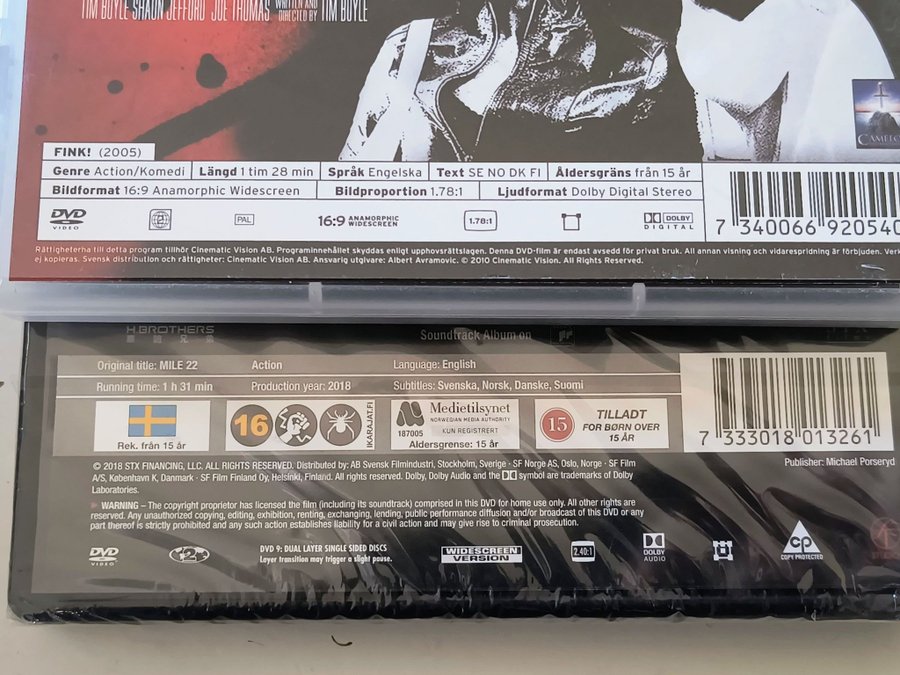 TIM BOYLE SHAUN JEFFORD JOE THOMAS WRITTEN AND DIRECTED BY TIM BOYLE
CAMELO
FINK! (2005)
Genre Action/Komedi Längd 1 tim 28 min Språk Engelska Text SE NO DK FI Åldersgräns från 15 år
Bildformat 16:9 Anamorphic Widescreen Bildproportion 1.78:1 Ljudformat Dolby Digital Stereo
DVD VIDEO 2 PAL 16:9 ANAMORPHIC WIDESCREEN 1.78:1 DOLBY DIGITAL
7 340066 920540
Rättigheterna till detta program tillhör Cinematic Vision AB. Programinnehållet skyddas enligt upphovsrättslagen. Denna DVD-film är endast avsedd för privat bruk. All annan visning och vidarespridning är förbjuden. Verk
ej kopieras. Svensk distribution och rättigheter: Cinematic Vision AB. Ansvarig utgivare: Albert Avramovic. © 2010 Cinematic Vision. All Rights Reserved.
H.BROTHERS Soundtrack Album on
Original title: MILE 22 Action Language: English
Running time: 1 h 31 min Production year: 2018 Subtitles: Svenska, Norsk, Danske, Suomi
Rek. från 15 år
16 IKARAJAT.FI
Medietilsynet
NORWEGIAN MEDIA AUTHORITY
187005 KUN REGISTRERT
Aldersgrense: 15 år
15 TILLADT
FOR BØRN OVER
15 ÅR
7 333018 013261
Publisher: Michael Porseryd
© 2018 STX FINANCING, LLC. ALL RIGHTS RESERVED. Distributed by: AB Svensk Filmindustri, Stockholm, Sverige · SF Norge AS, Oslo, Norge · SF Film
A/S, København K, Danmark · SF Film Finland Oy, Helsinki, Finland. All rights reserved. Dolby, Dolby Audio and the symbol are trademarks of Dolby
Laboratories.
WARNING – The copyright proprietor has licensed the film (including its soundtrack) comprised in this DVD for home use only. All other rights are
reserved. Any unauthorized copying, editing, exhibition, renting, exchanging, lending, public performance diffusion and/or broadcast of this DVD or any
part thereof is strictly prohibited and any such action establishes liability for a civil action and may give rise to criminal prosecution.
DVD VIDEO 2 DVD 9: DUAL LAYER SINGLE SIDED DISCS
Layer transition may trigger a slight pause.
WIDESCREEN VERSION 2.40:1 DOLBY AUDIO CP COPY PROTECTED